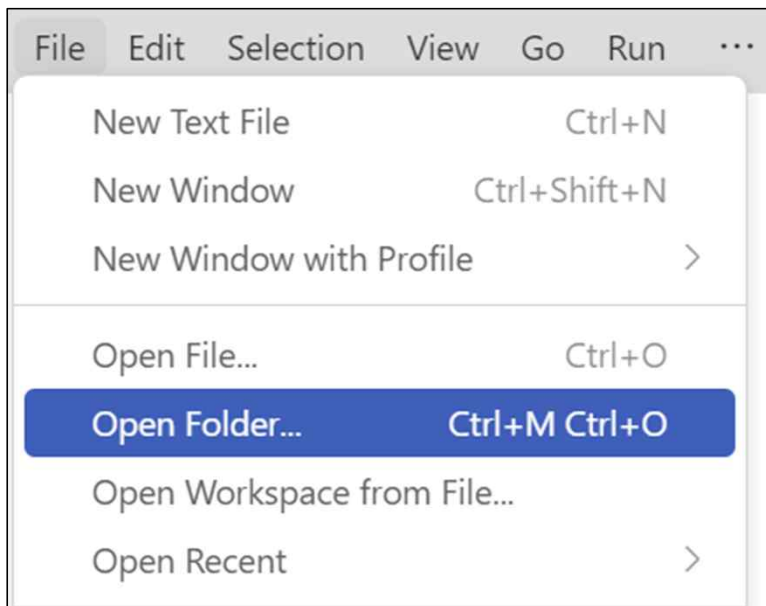 File Edit Selection View Go Run ...
New Text File Ctrl+N
New Window Ctrl+Shift+N
New Window with Profile
Open File... Ctrl+O
Open Folder... Ctrl+M Ctrl+O
Open Workspace from File...
Open Recent